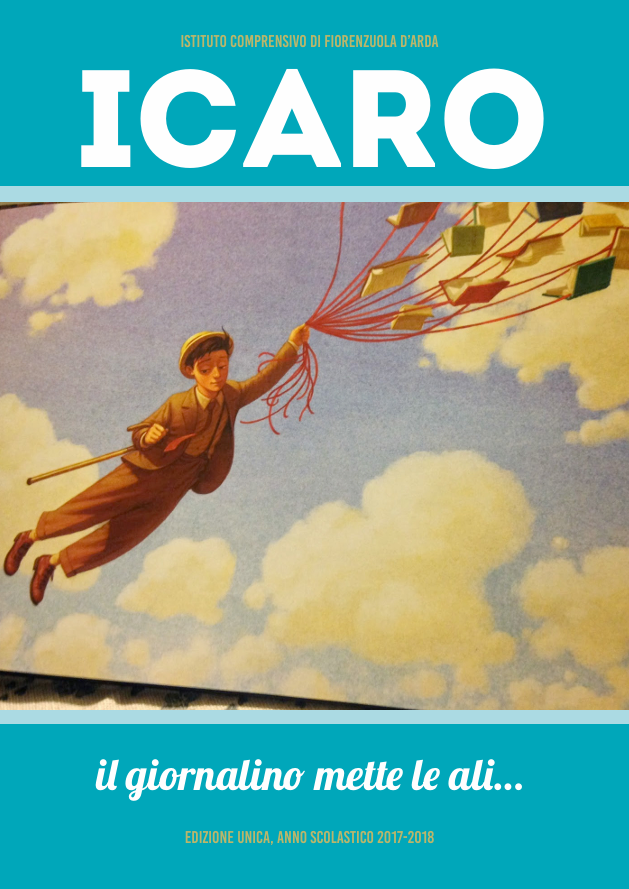 ISTITUTO COMPRENSIVO DI FIORENZUOLA D'ARDA
ICARO
il giornalino mette le ali...
EDIZIONE UNICA, ANNO SCOLASTICO 2017-2018